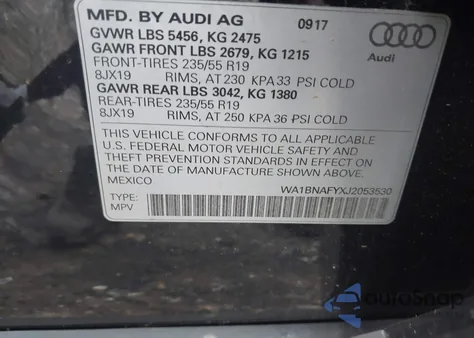 MFD. BY AUDI AG 09'17
GVWR LBS 5456, KG 2475
GAWR FRONT LBS 2679, KG 1215
FRONT-TIRES 235/55 R19
8JX19 RIMS, AT 230 KPA 33 PSI COLD
GAWR REAR LBS 3042, KG 1380
REAR-TIRES 235/55 R19
8JX19 RIMS, AT 250 KPA 36 PSI COLD
Audi
THIS VEHICLE CONFORMS TO ALL APPLICABLE
U.S. FEDERAL MOTOR VEHICLE SAFETY AND
THEFT PREVENTION STANDARDS IN EFFECT ON
THE DATE OF MANUFACTURE SHOWN ABOVE.
MEXICO
WA1BNAFYXJ2053530
TYPE:
MPV
AutoSnap